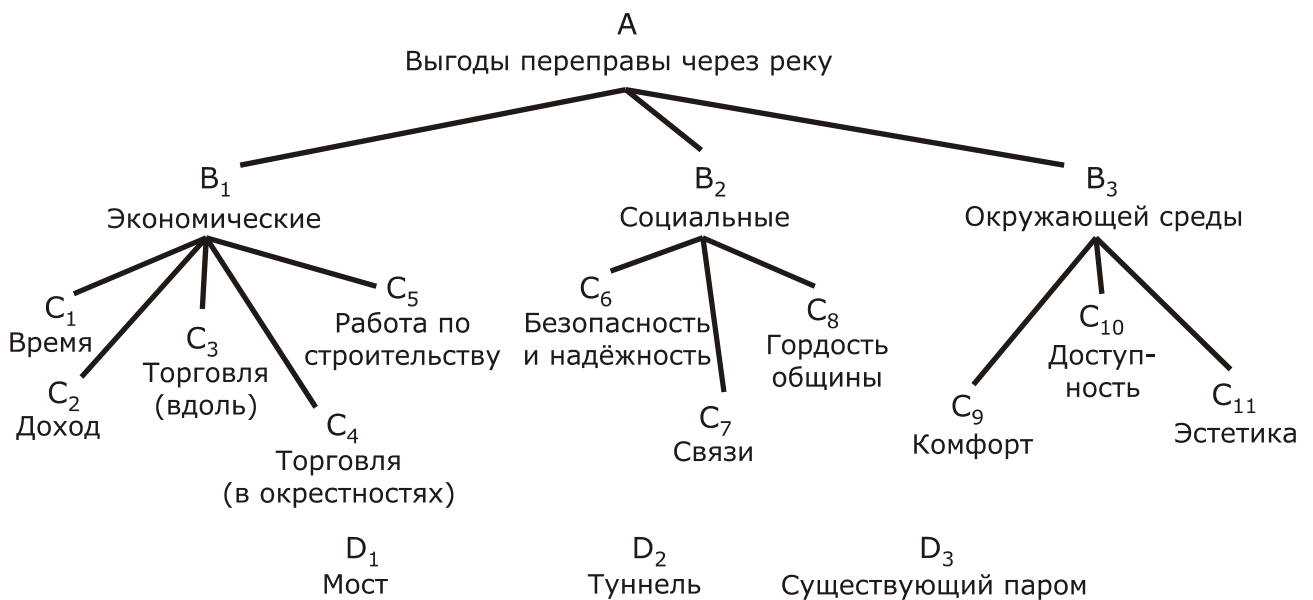 A
Выгоды переправы через реку
B₁
Экономические
B₂
Социальные
B₃
Окружающей среды
C₁
Время
C₂
Доход
C₃
Торговля
(вдоль)
C₄
Торговля
(в окрестностях)
C₅
Работа по
строительству
C₆
Безопасность
и надёжность
C₇
Связи
C₈
Гордость
общины
C₉
Комфорт
C₁₀
Доступ-
ность
C₁₁
Эстетика
D₁
Мост
D₂
Туннель
D₃
Существующий паром